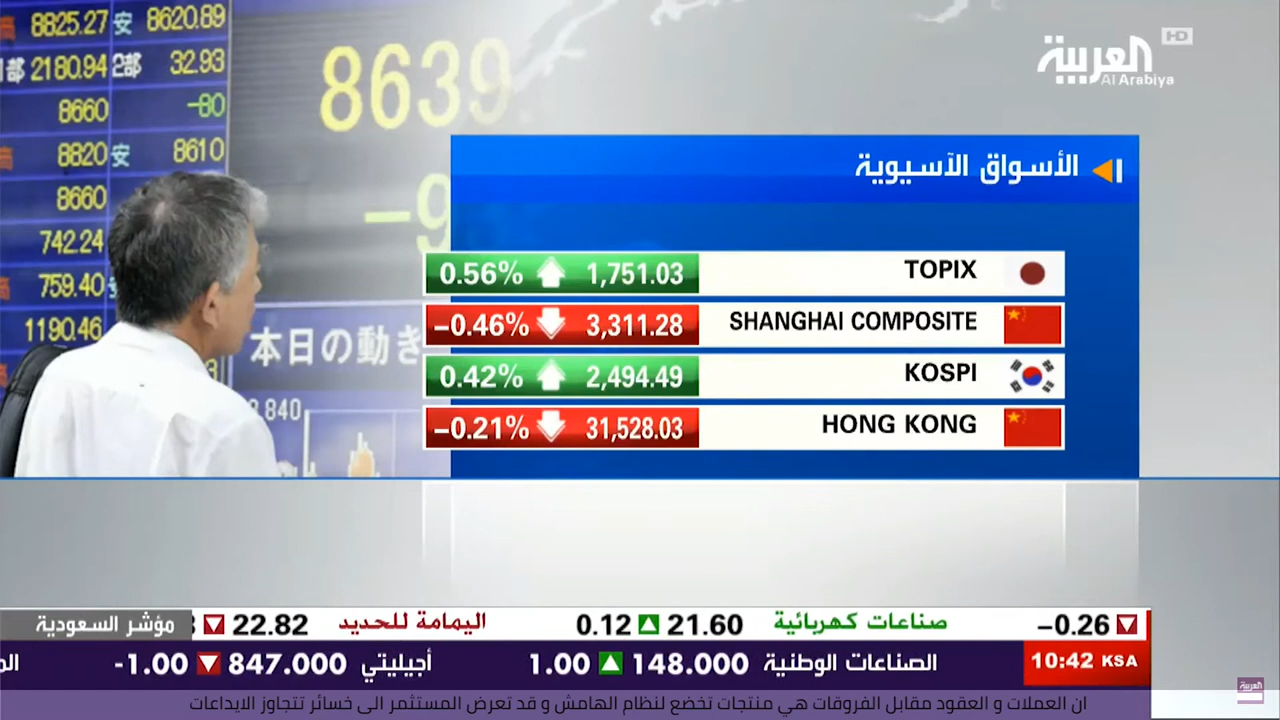 8825.27 安 8620.89
部 2180.94 2部 32.93
8660 -80
8820 安 8610
8660
742.24
759.40
1190.46
8639
-9
本日の動き
3,840
العربية HD
Al Arabiya
الأسواق الآسيوية
0.56% 1,751.03 TOPIX
-0.46% 3,311.28 SHANGHAI COMPOSITE
0.42% 2,494.49 KOSPI
-0.21% 31,528.03 HONG KONG
مؤشر السعودية 22.82 اليمامة للحديد 0.12 21.60 صناعات كهربائية -0.26
-1.00 847.000 أجيليتي 1.00 148.000 الصناعات الوطنية 10:42 KSA
ان العملات و العقود مقابل الفروقات هي منتجات تخضع لنظام الهامش و قد تعرض المستثمر الى خسائر تتجاوز الايداعات
العربية